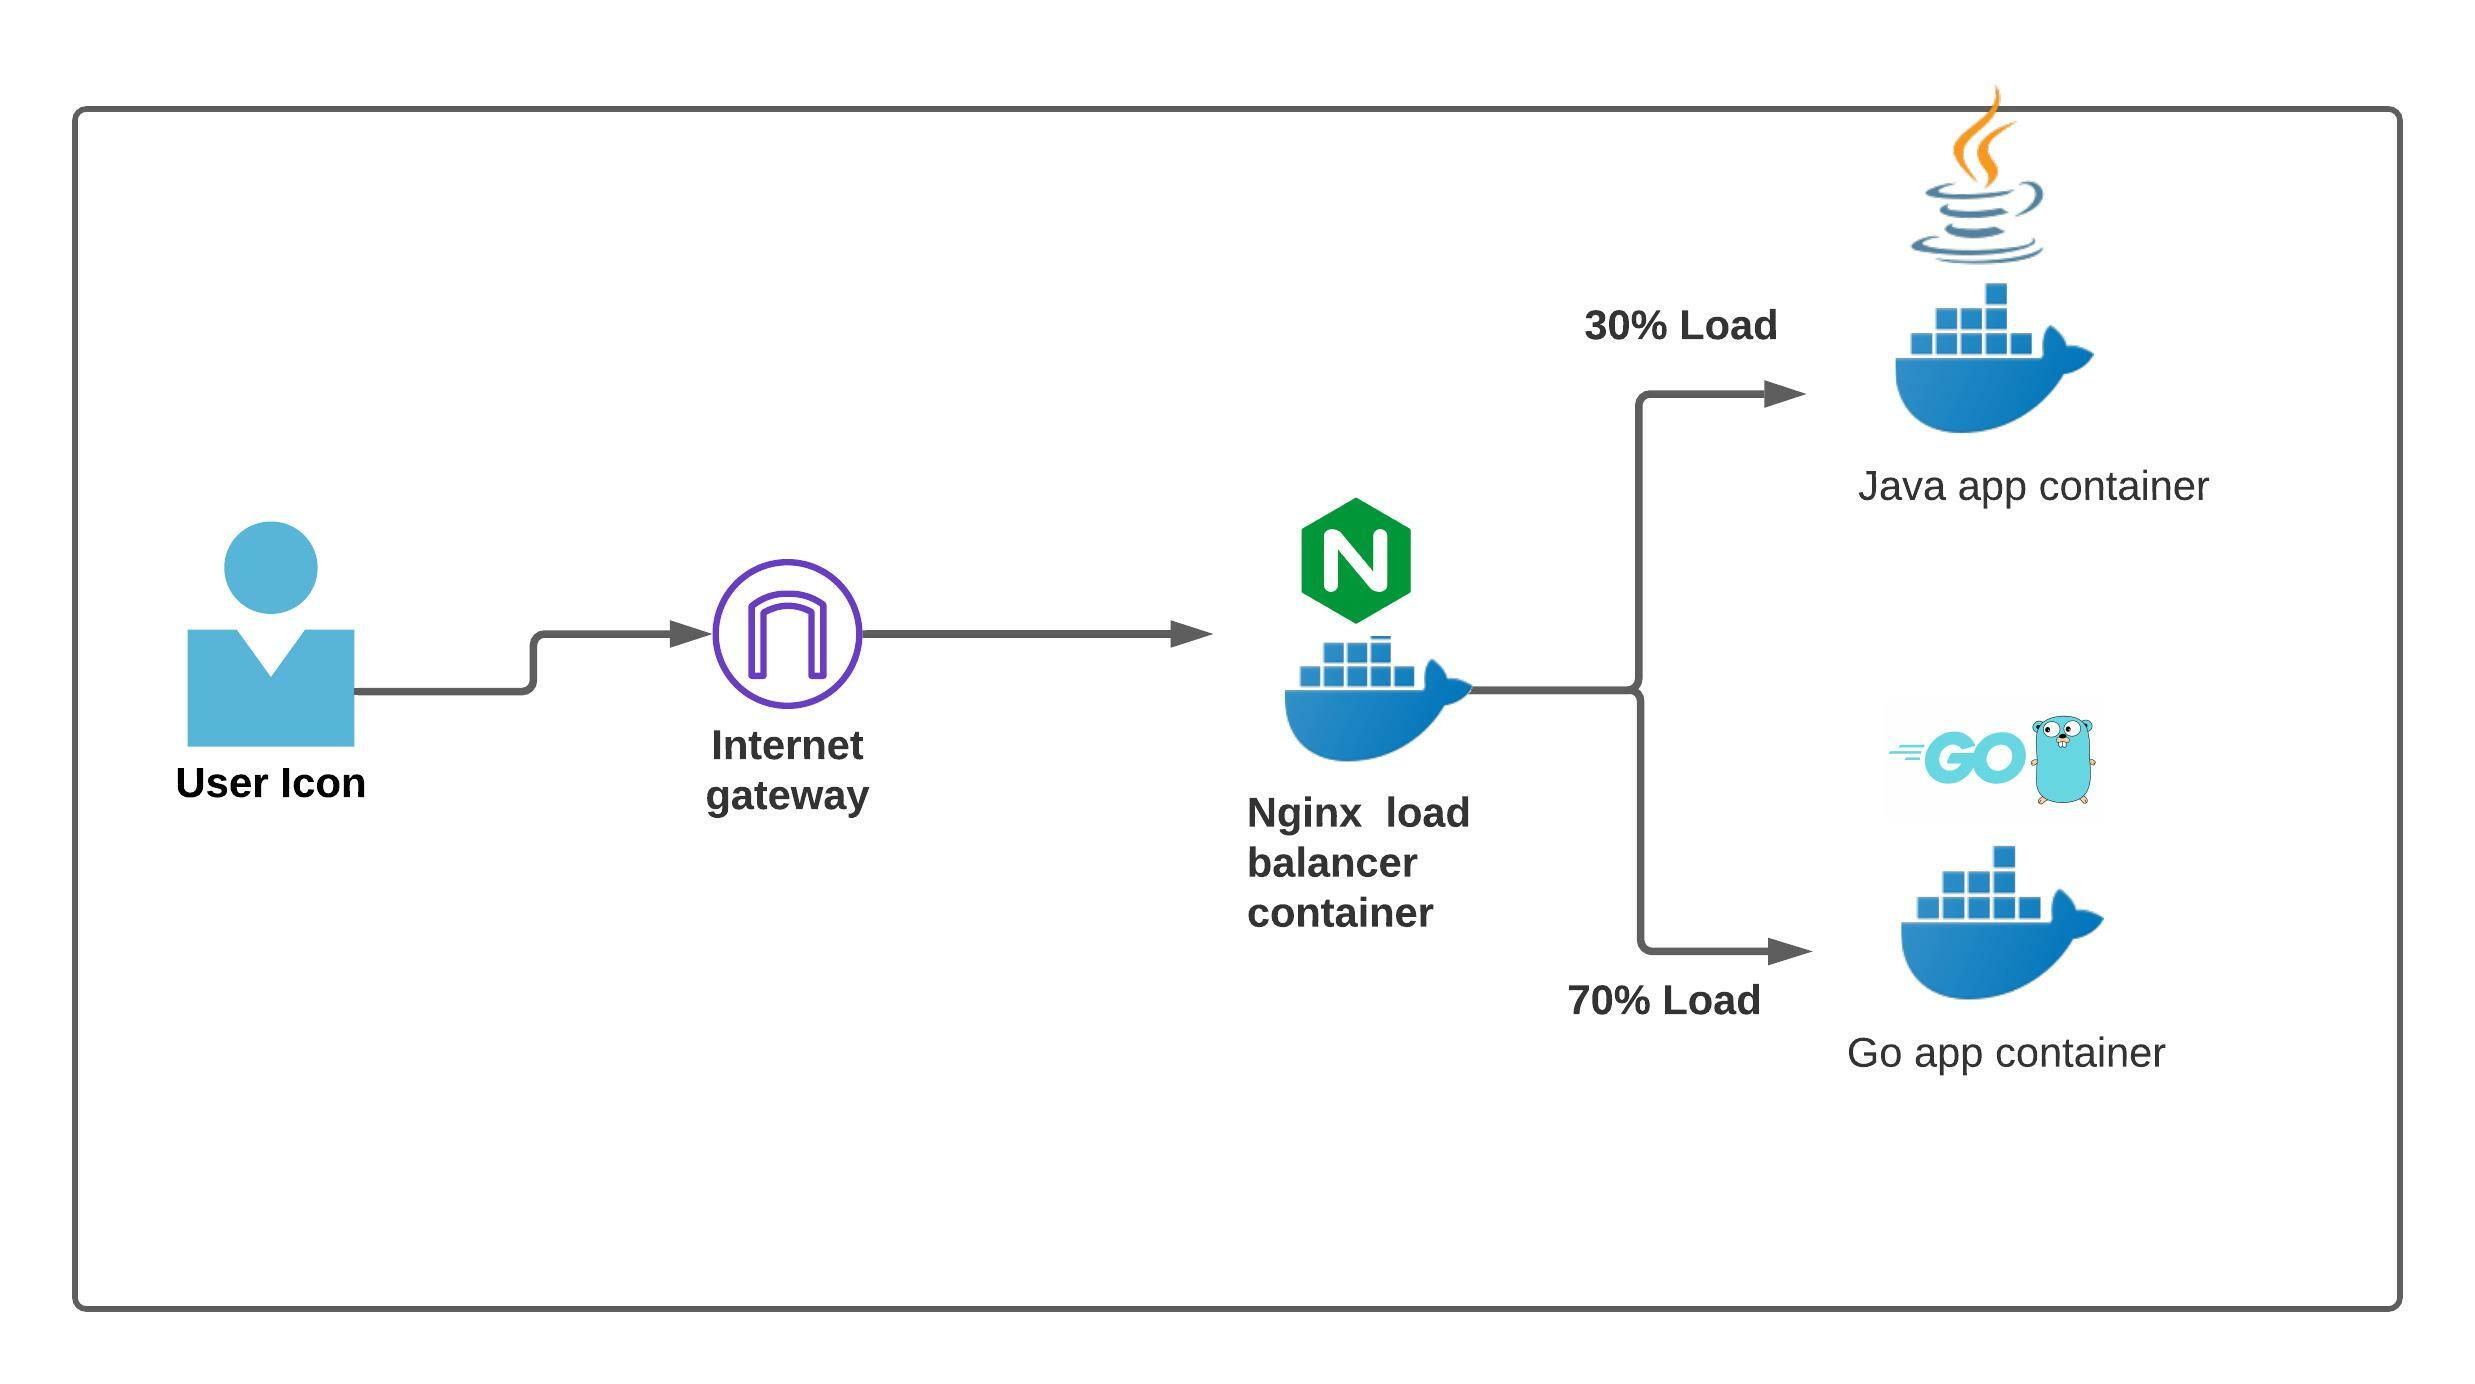 30% Load
Java app container
N
GO
User Icon
Internet
gateway
Nginx  load
balancer
container
70% Load
Go app container